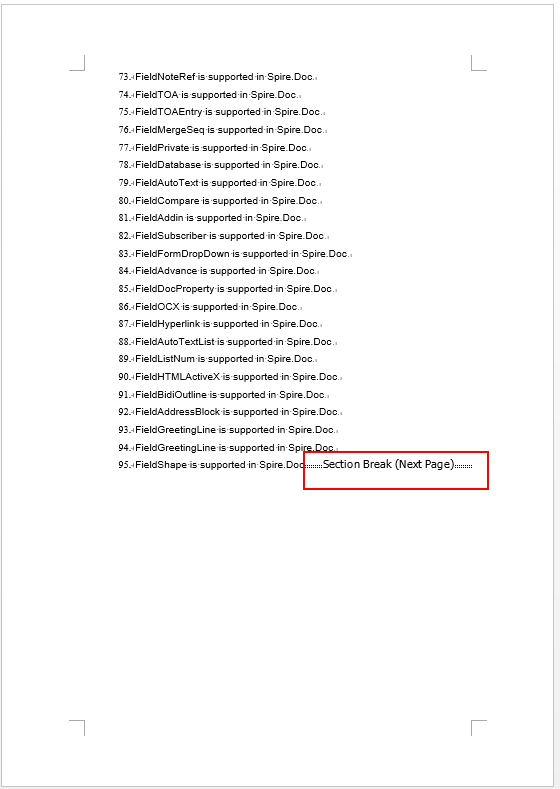 73. FieldNoteRef is supported in Spire.Doc.
74. FieldTOA is supported in Spire.Doc.
75. FieldTOAEntry is supported in Spire.Doc.
76. FieldMergeSeq is supported in Spire.Doc.
77. FieldPrivate is supported in Spire.Doc.
78. FieldDatabase is supported in Spire.Doc.
79. FieldAutoText is supported in Spire.Doc.
80. FieldCompare is supported in Spire.Doc.
81. FieldAddin is supported in Spire.Doc.
82. FieldSubscriber is supported in Spire.Doc.
83. FieldFormDropDown is supported in Spire.Doc.
84. FieldAdvance is supported in Spire.Doc.
85. FieldDocProperty is supported in Spire.Doc.
86. FieldOCX is supported in Spire.Doc.
87. FieldHyperlink is supported in Spire.Doc.
88. FieldAutoTextList is supported in Spire.Doc.
89. FieldListNum is supported in Spire.Doc.
90. FieldHTMLActiveX is supported in Spire.Doc.
91. FieldBidiOutline is supported in Spire.Doc.
92. FieldAddressBlock is supported in Spire.Doc.
93. FieldGreetingLine is supported in Spire.Doc.
94. FieldGreetingLine is supported in Spire.Doc.
95. FieldShape is supported in Spire.Doc Section Break (Next Page)